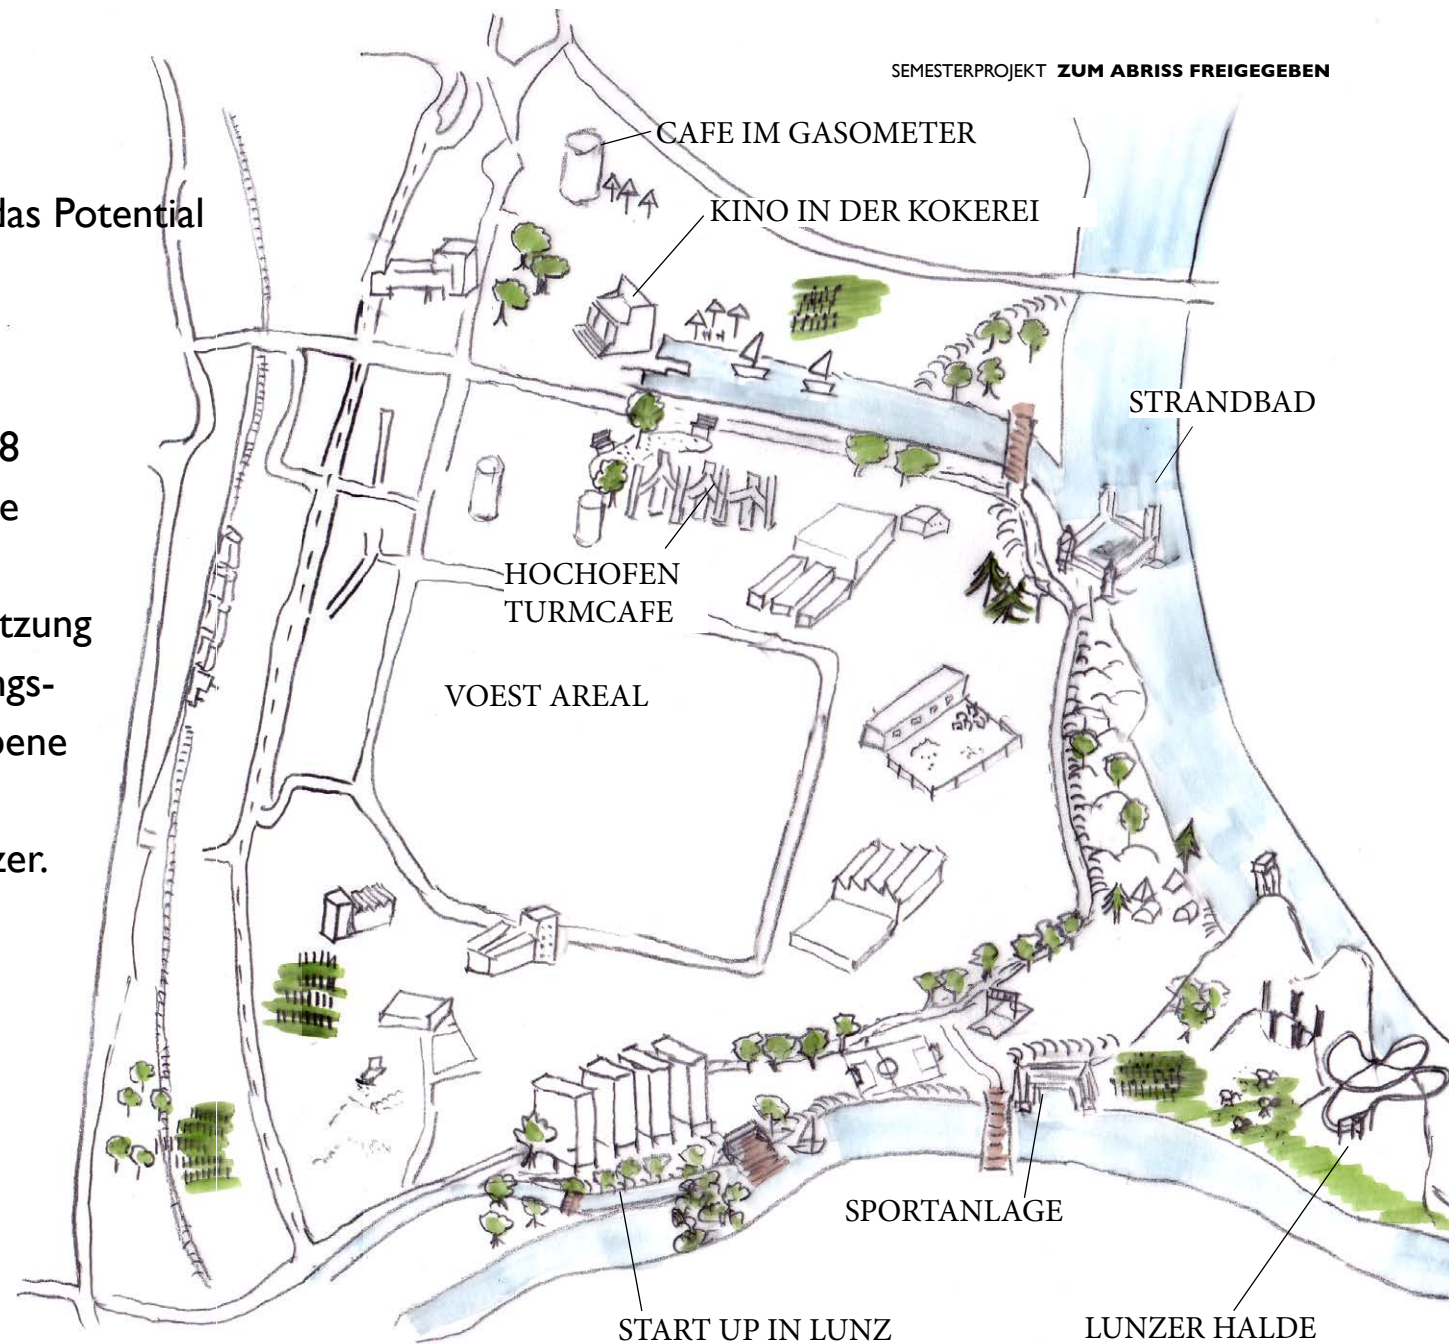 SEMESTERPROJEKT ZUM ABRISS FREIGEGEBEN
CAFE IM GASOMETER
das Potential
KINO IN DER KOKEREI
STRANDBAD
8
e
HOCHOFEN
TURMCAFE
tzung
ngs-
VOEST AREAL
bene
zer.
SPORTANLAGE
START UP IN LUNZ
LUNZER HALDE